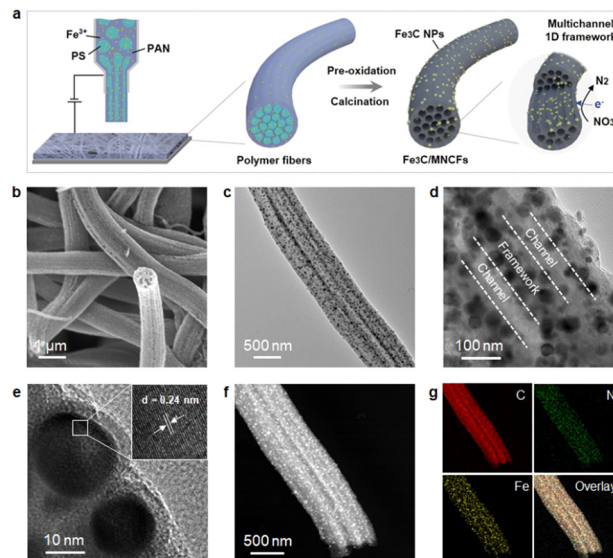 a
Fe3+
PS
PAN
Polymer fibers
Pre-oxidation
Calcination
Fe3C NPs
Fe3C/MNCFs
Multichannel
1D framework
N2
e-
NO3
b
1 μm
c
500 nm
d
Channel
Framework
Channel
100 nm
e
d = 0.24 nm
10 nm
f
500 nm
g
C
N
Fe
Overlay